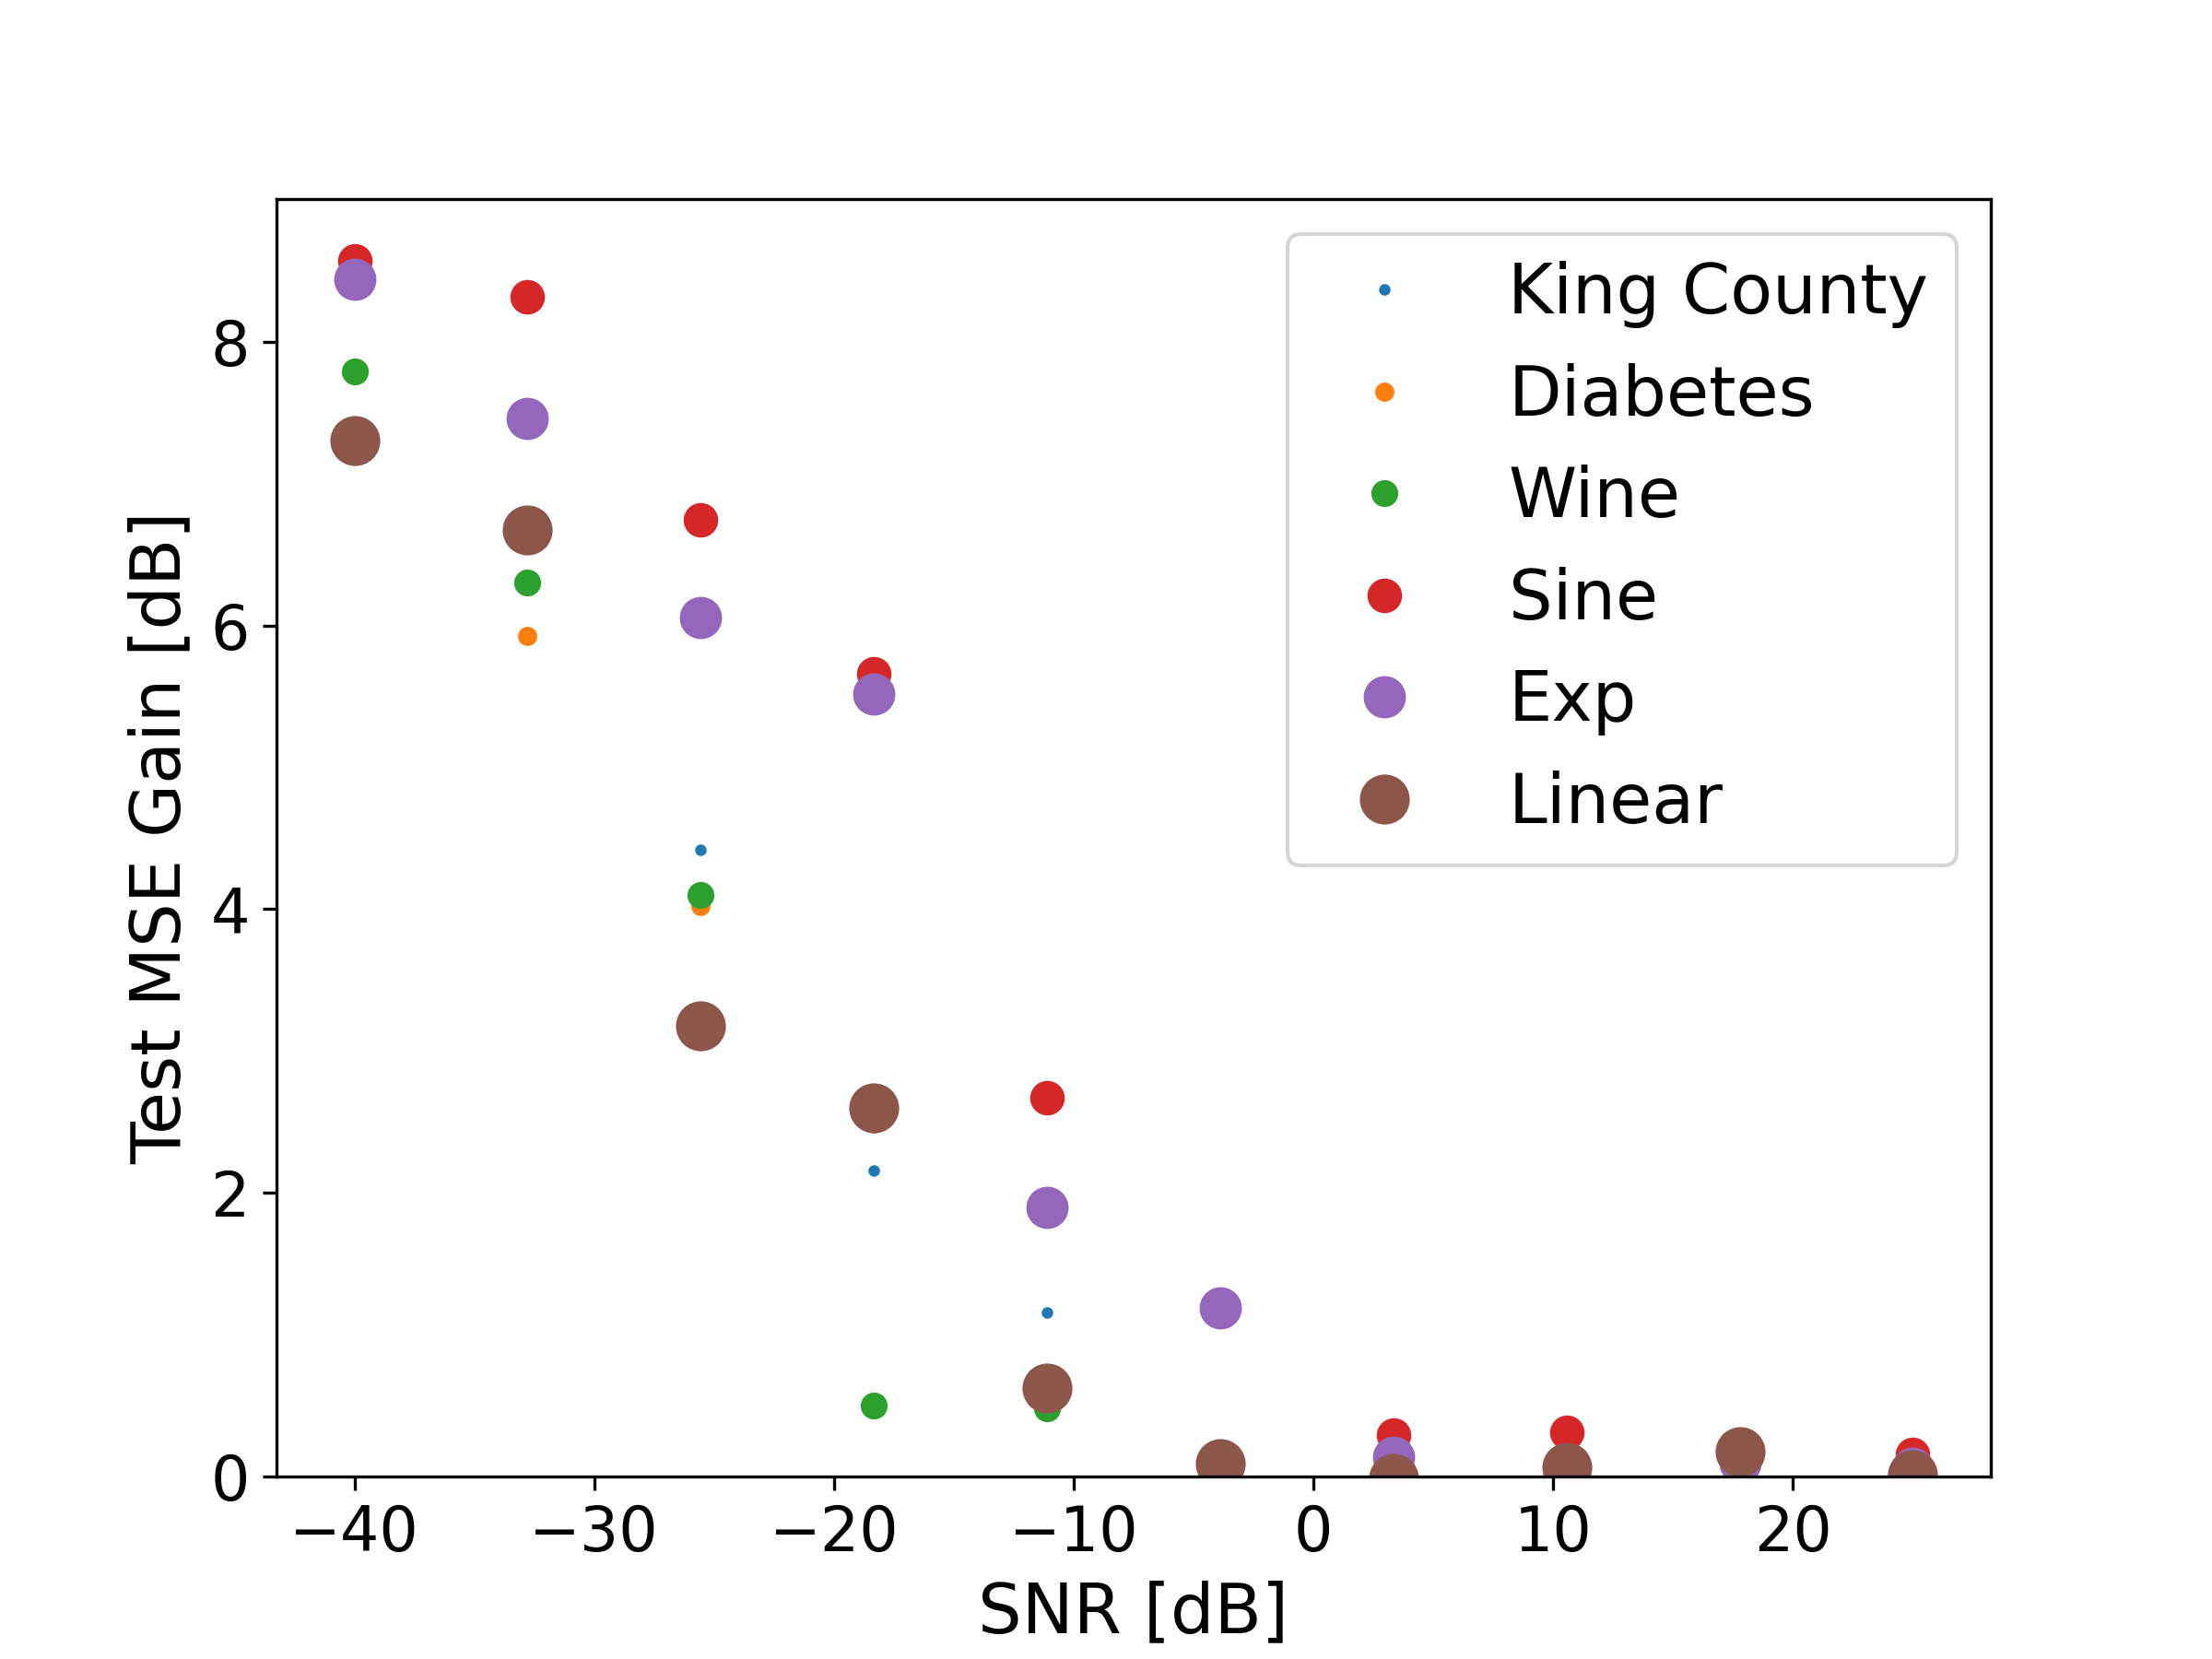 King County
Diabetes
Wine
Sine
Exp
Linear
Test MSE Gain [dB]
8
6
4
2
0
−40 −30 −20 −10 0 10 20
SNR [dB]